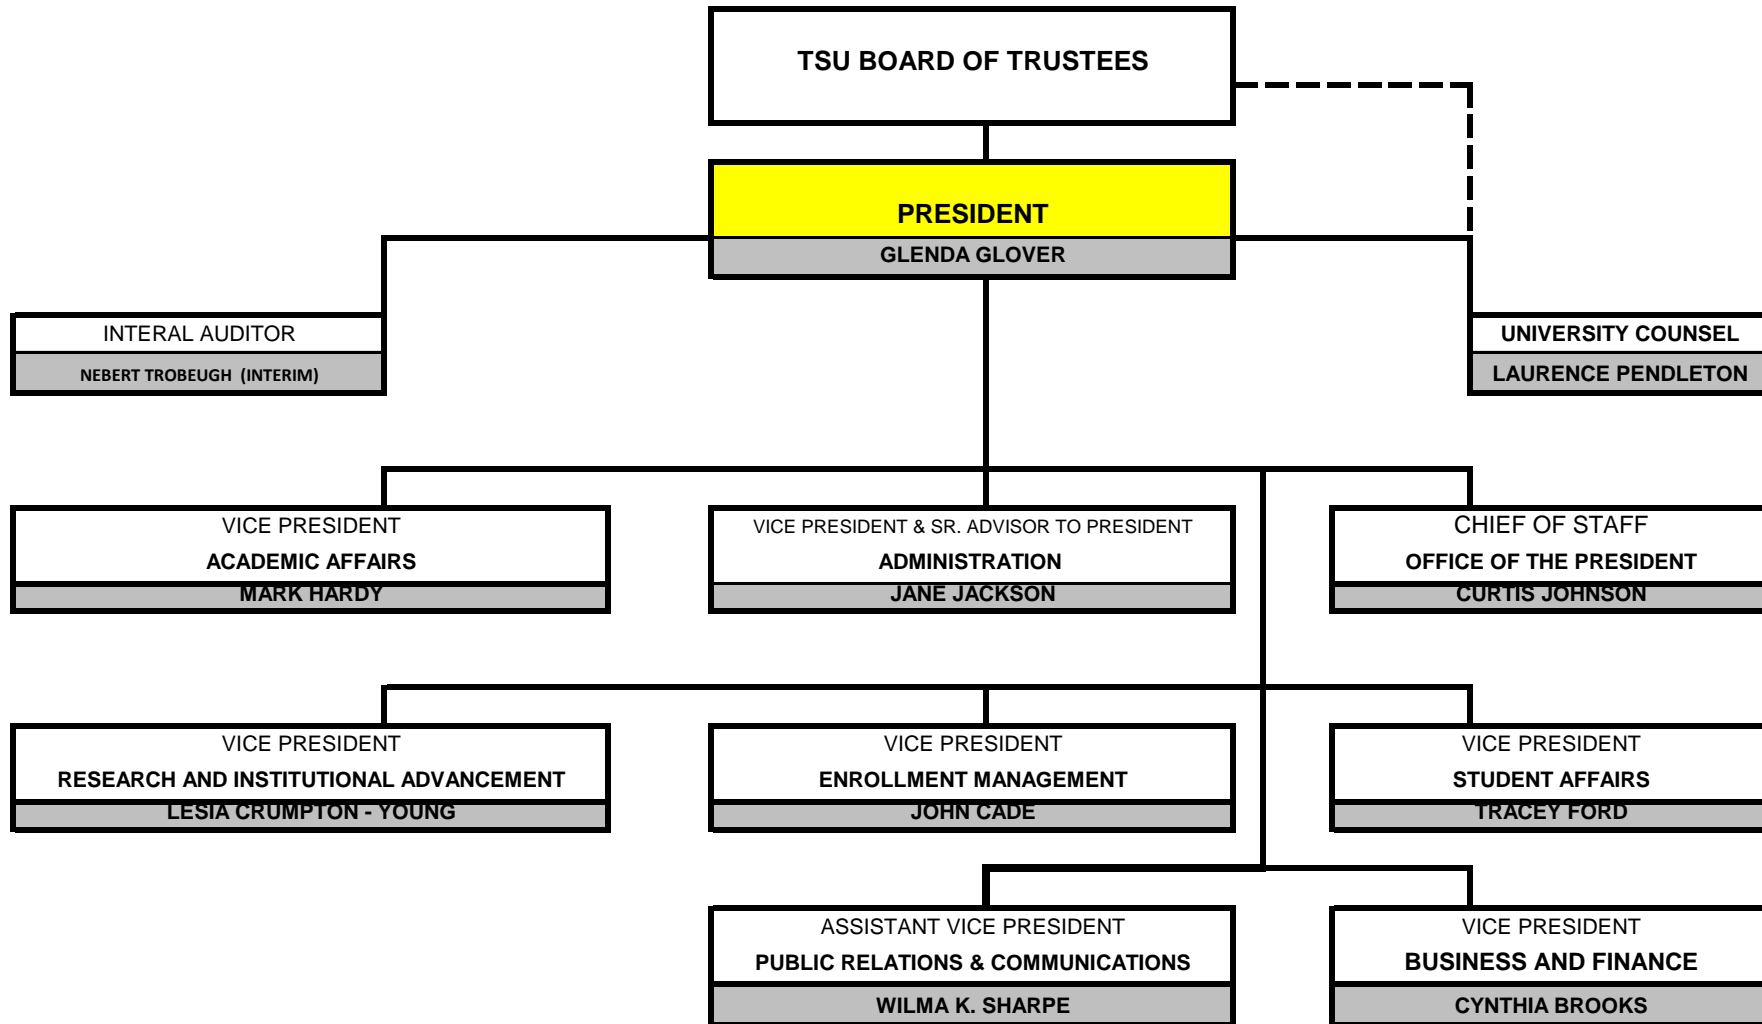 TSU BOARD OF TRUSTEES
PRESIDENT
GLENDA GLOVER
INTERAL AUDITOR
NEBERT TROBEUGH (INTERIM)
UNIVERSITY COUNSEL
LAURENCE PENDLETON
VICE PRESIDENT
ACADEMIC AFFAIRS
MARK HARDY
VICE PRESIDENT & SR. ADVISOR TO PRESIDENT
ADMINISTRATION
JANE JACKSON
CHIEF OF STAFF
OFFICE OF THE PRESIDENT
CURTIS JOHNSON
VICE PRESIDENT
RESEARCH AND INSTITUTIONAL ADVANCEMENT
LESIA CRUMPTON - YOUNG
VICE PRESIDENT
ENROLLMENT MANAGEMENT
JOHN CADE
VICE PRESIDENT
STUDENT AFFAIRS
TRACEY FORD
ASSISTANT VICE PRESIDENT
PUBLIC RELATIONS & COMMUNICATIONS
WILMA K. SHARPE
VICE PRESIDENT
BUSINESS AND FINANCE
CYNTHIA BROOKS